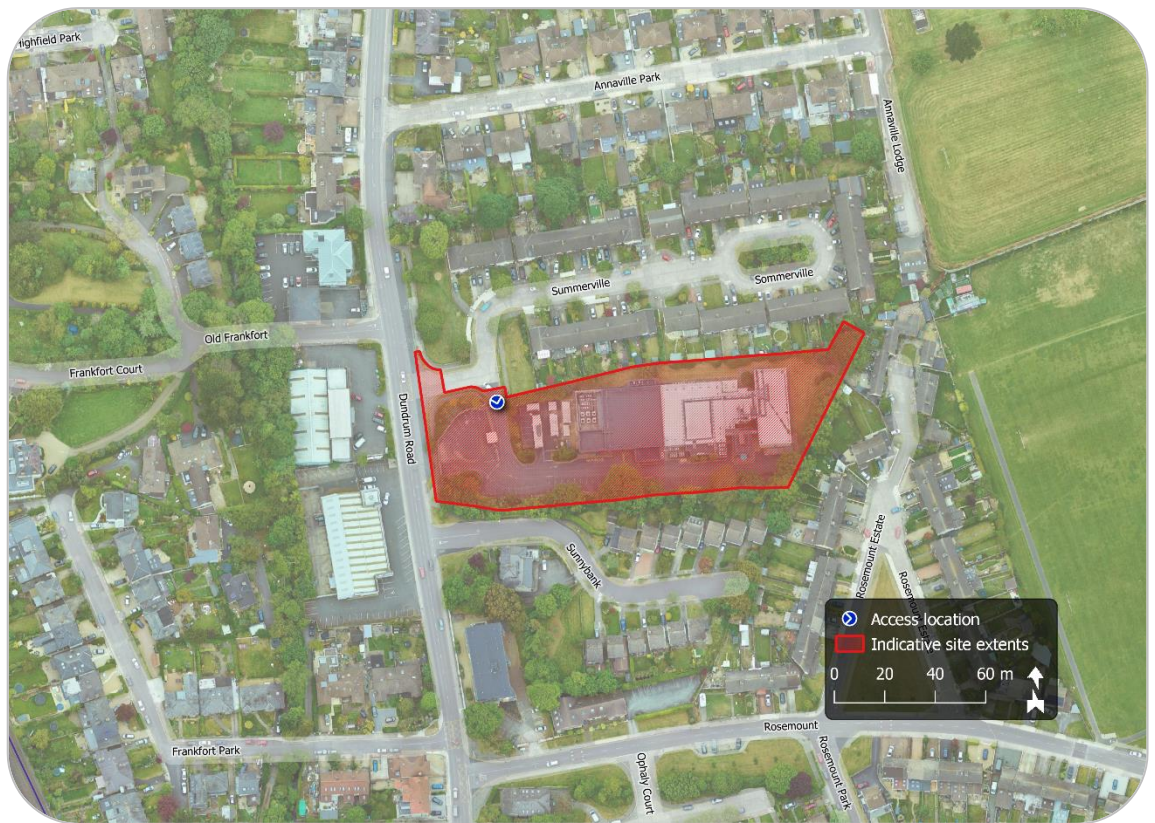 Highfield Park
Annaville Park
Annaville Lodge
Summerville
Sommerville
Old Frankfort
Frankfort Court
Dundrum Road
Sunnybank
Rosemount Estate
Access location
Indicative site extents
0 20 40 60 m
Rosemount
Rosemount Park
Frankfort Park
Ophaly Court